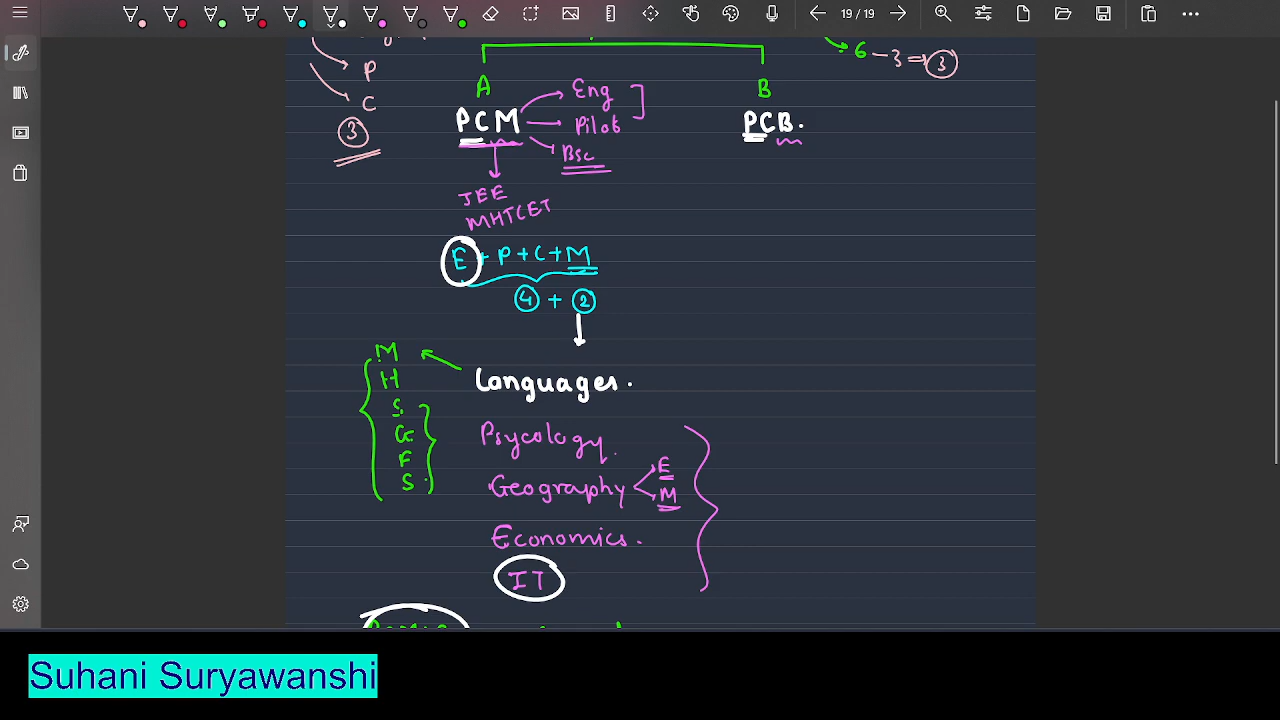 19/19
6 - 3 ⇒ 3
P
C
3
A
B
PCM
Eng
Pilot
Bsc
PCB.
JEE
MHTCET
E + P + C + M
4 + 2
Languages.
M
H
S
G
F
S
Psycology
Geography
E
M
Economics.
IT
Suhani Suryawanshi